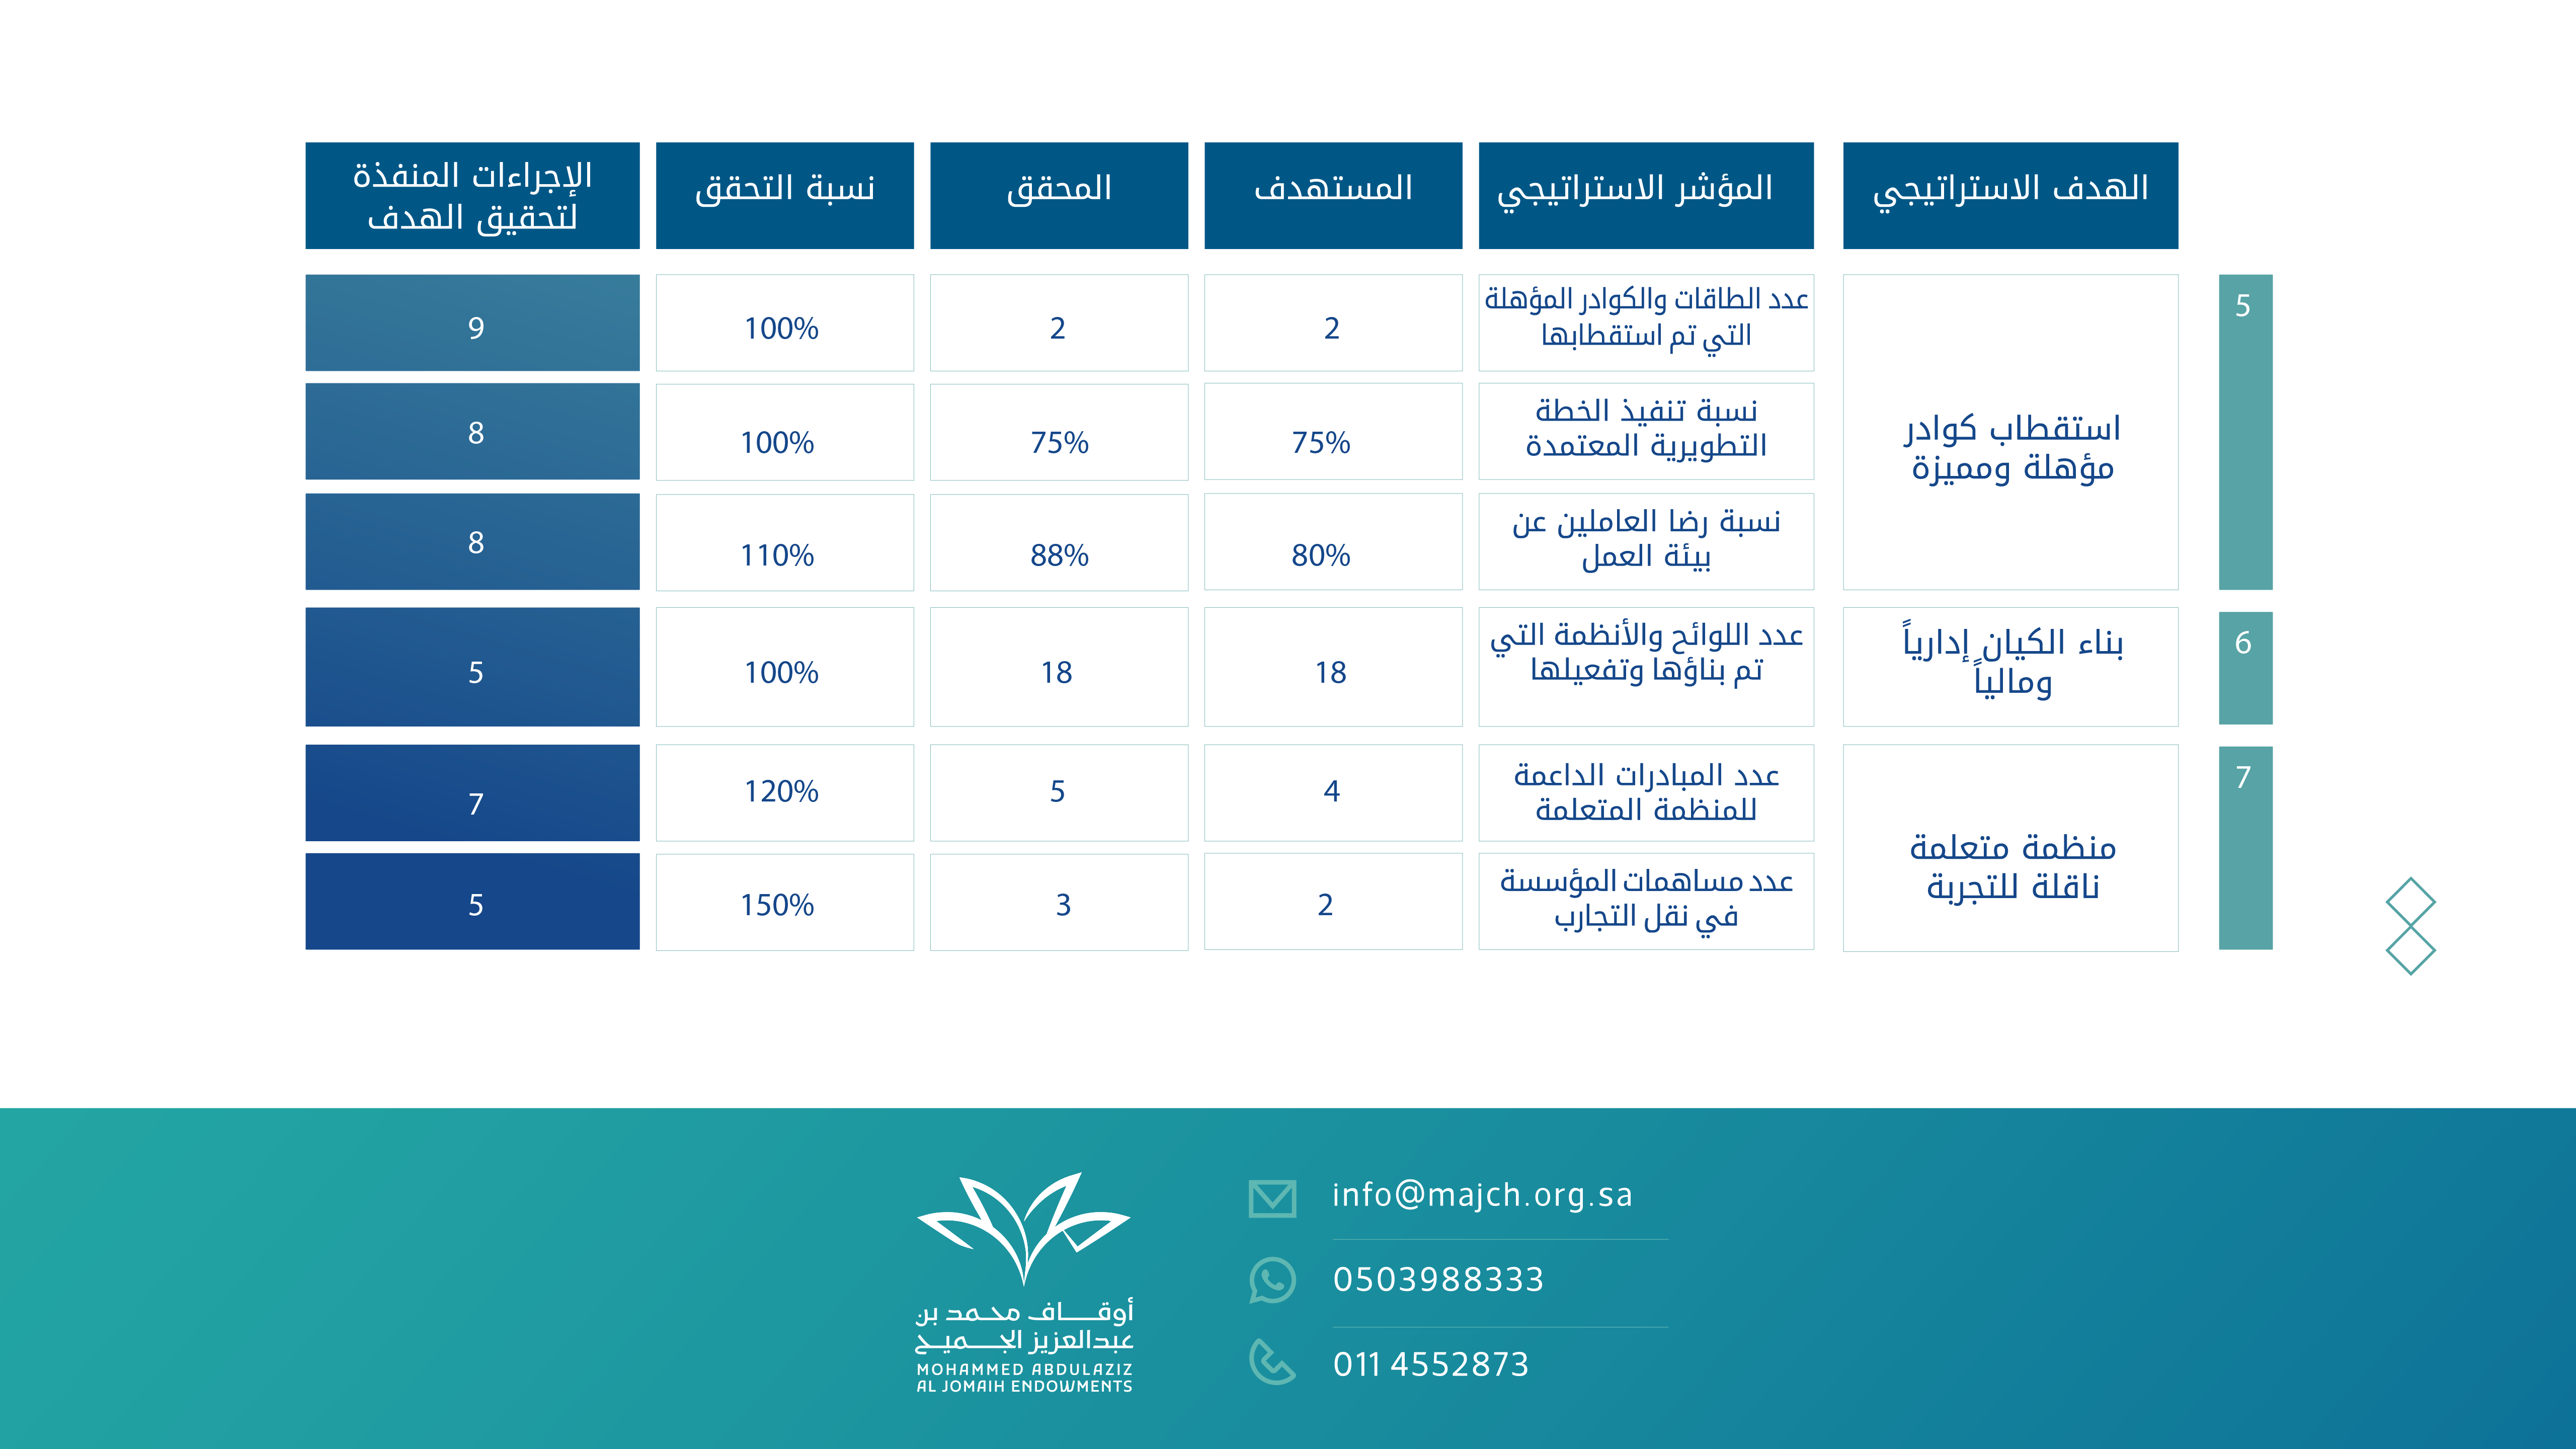 الهدف الاستراتيجي
المؤشر الاستراتيجي
المستهدف
المحقق
نسبة التحقق
الإجراءات المنفذة
لتحقيق الهدف
5
استقطاب كوادر
مؤهلة ومميزة
عدد الطاقات والكوادر المؤهلة
التي تم استقطابها
2
2
100%
9
نسبة تنفيذ الخطة
التطويرية المعتمدة
75%
75%
100%
8
نسبة رضا العاملين عن
بيئة العمل
80%
88%
110%
8
6
بناء الكيان إدارياً
ومالياً
عدد اللوائح والأنظمة التي
تم بناؤها وتفعيلها
18
18
100%
5
7
منظمة متعلمة
ناقلة للتجربة
عدد المبادرات الداعمة
للمنظمة المتعلمة
4
5
120%
7
عدد مساهمات المؤسسة
في نقل التجارب
2
3
150%
5
info@majch.org.sa
0503988333
011 4552873
أوقـاف محمد بن
عبدالعزيز الجميح
MOHAMMED ABDULAZIZ
AL JOMAIH ENDOWMENTS